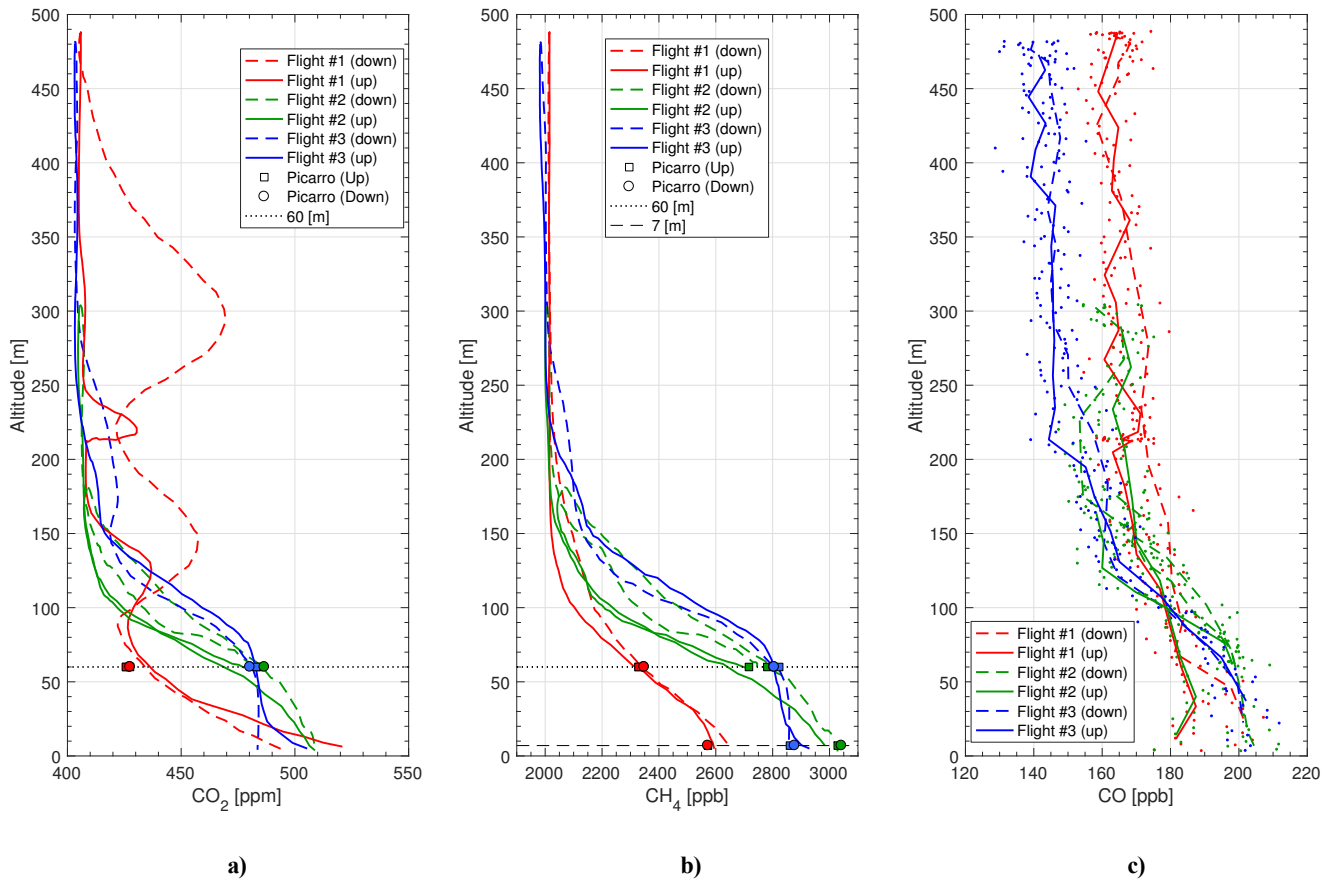 500
450
400
350
300
250
200
150
100
50
0
Altitude [m]
400
450
500
550
CO2 [ppm]
Flight #1 (down)
Flight #1 (up)
Flight #2 (down)
Flight #2 (up)
Flight #3 (down)
Flight #3 (up)
Picarro (Up)
Picarro (Down)
60 [m]
a)
500
450
400
350
300
250
200
150
100
50
0
Altitude [m]
2000
2200
2400
2600
2800
3000
CH4 [ppb]
Flight #1 (down)
Flight #1 (up)
Flight #2 (down)
Flight #2 (up)
Flight #3 (down)
Flight #3 (up)
Picarro (Up)
Picarro (Down)
60 [m]
7 [m]
b)
500
450
400
350
300
250
200
150
100
50
0
Altitude [m]
120
140
160
180
200
220
CO [ppb]
Flight #1 (down)
Flight #1 (up)
Flight #2 (down)
Flight #2 (up)
Flight #3 (down)
Flight #3 (up)
c)